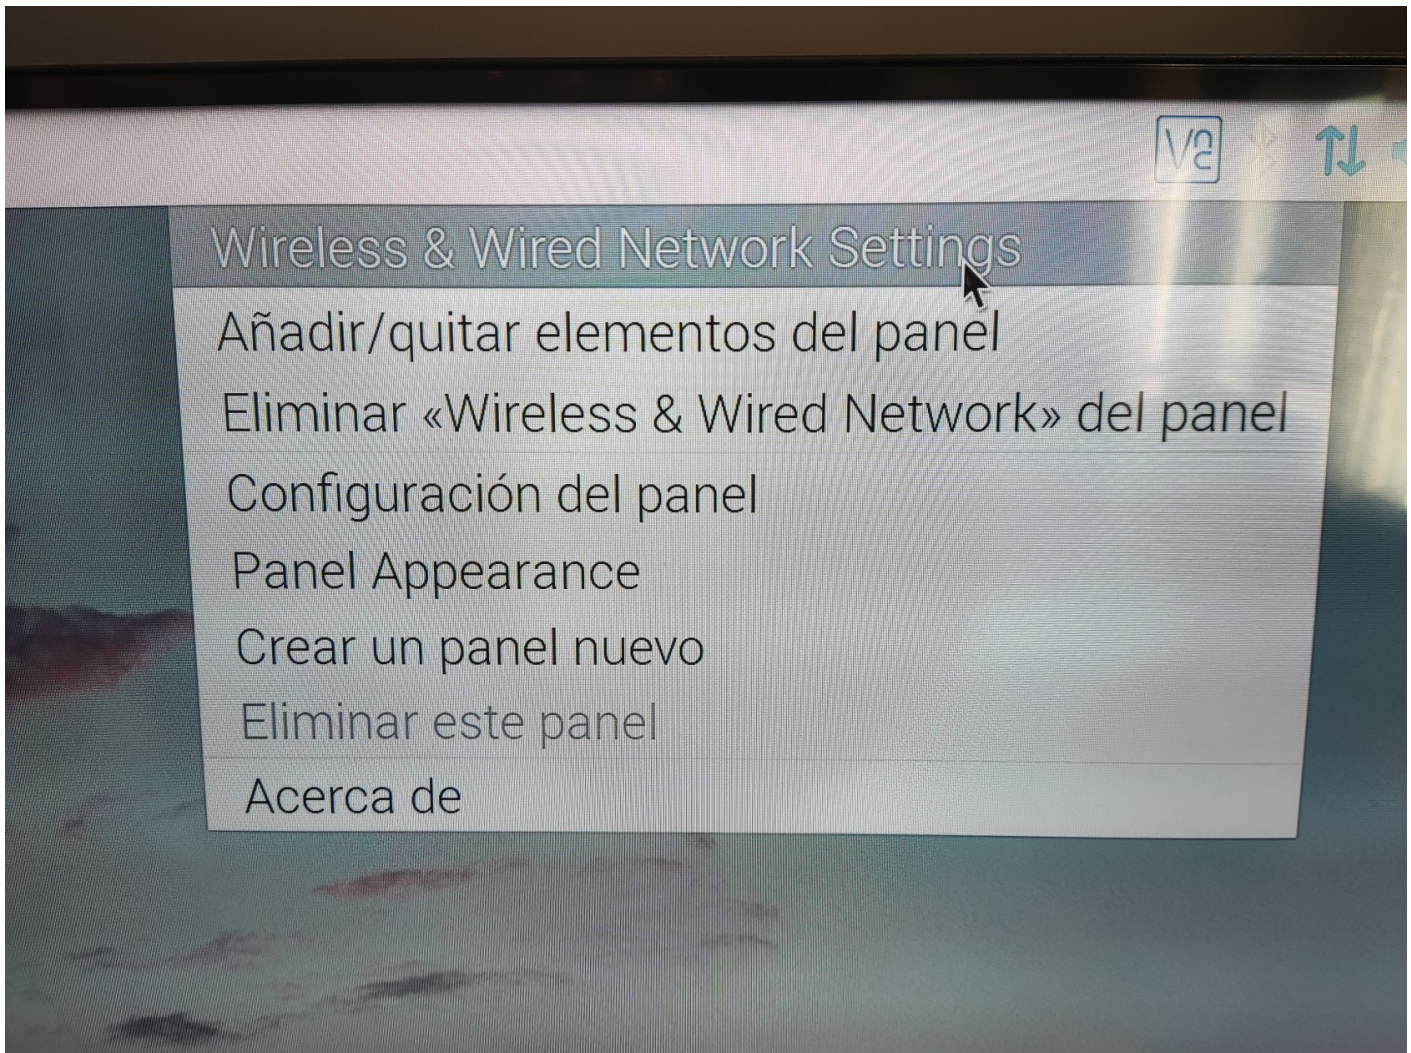 VNC
Wireless & Wired Network Settings
Añadir/quitar elementos del panel
Eliminar «Wireless & Wired Network» del panel
Configuración del panel
Panel Appearance
Crear un panel nuevo
Eliminar este panel
Acerca de